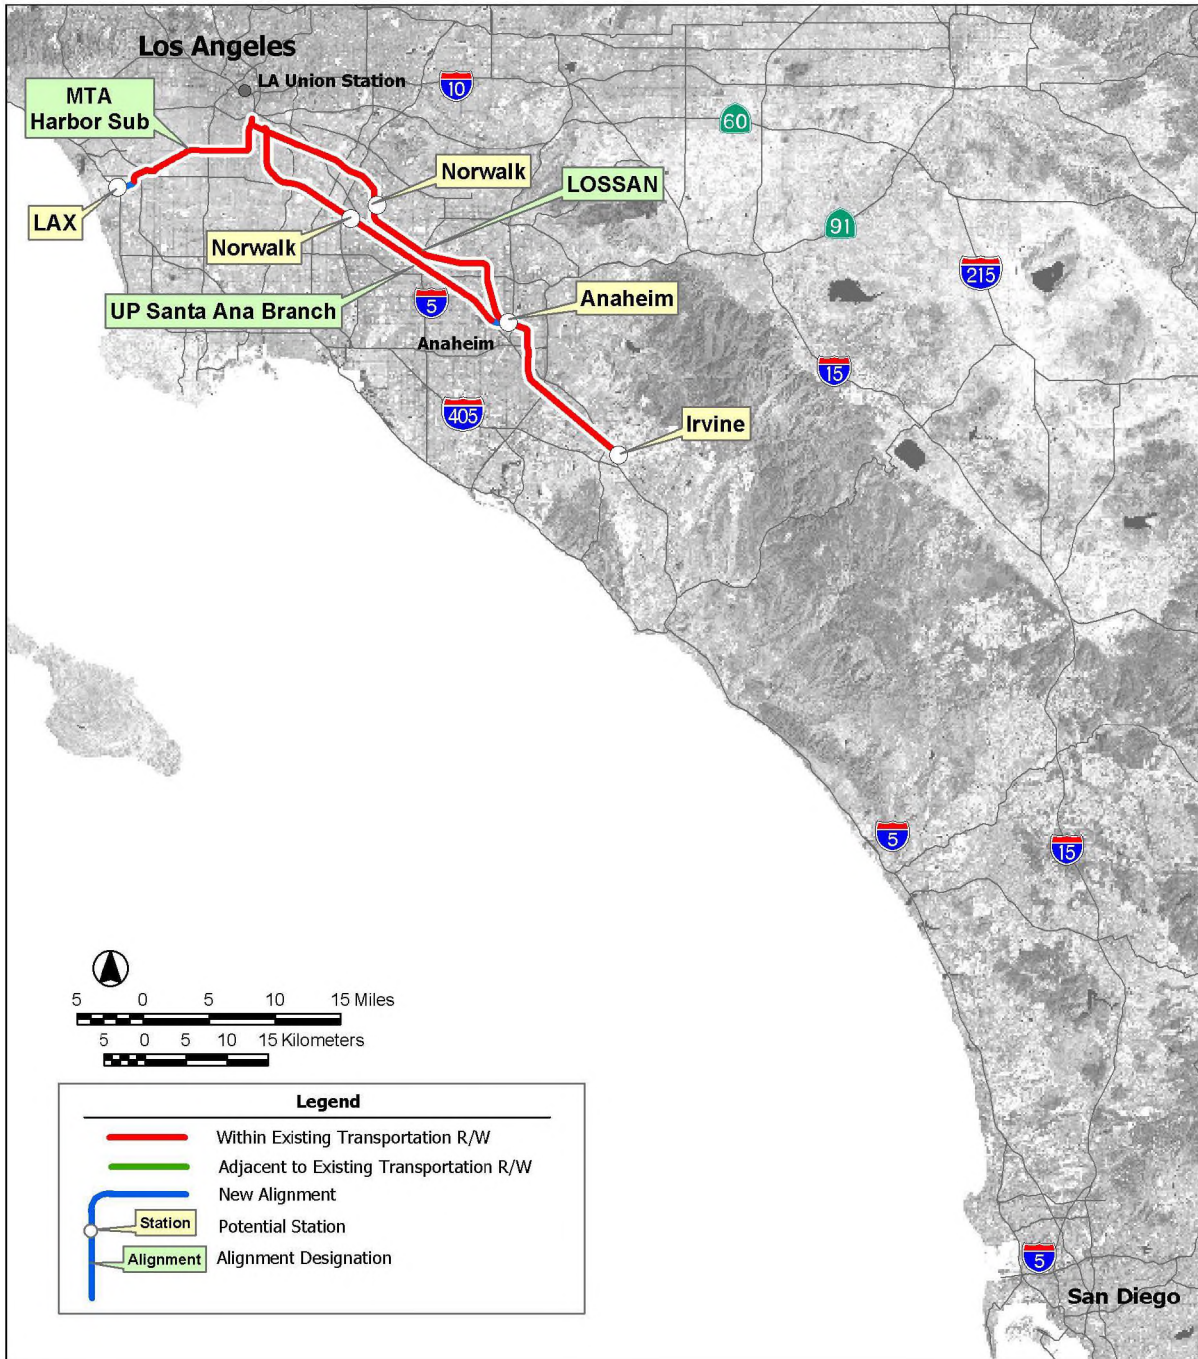 Los Angeles
LA Union Station
MTA
Harbor Sub
10
60
Norwalk
LOSSAN
LAX
Norwalk
91
215
UP Santa Ana Branch
5
Anaheim
Anaheim
15
405
Irvine
5
15
5 0 5 10 15 Miles
5 0 5 10 15 Kilometers
Legend
Within Existing Transportation R/W
Adjacent to Existing Transportation R/W
New Alignment
Station Potential Station
Alignment Alignment Designation
5
San Diego